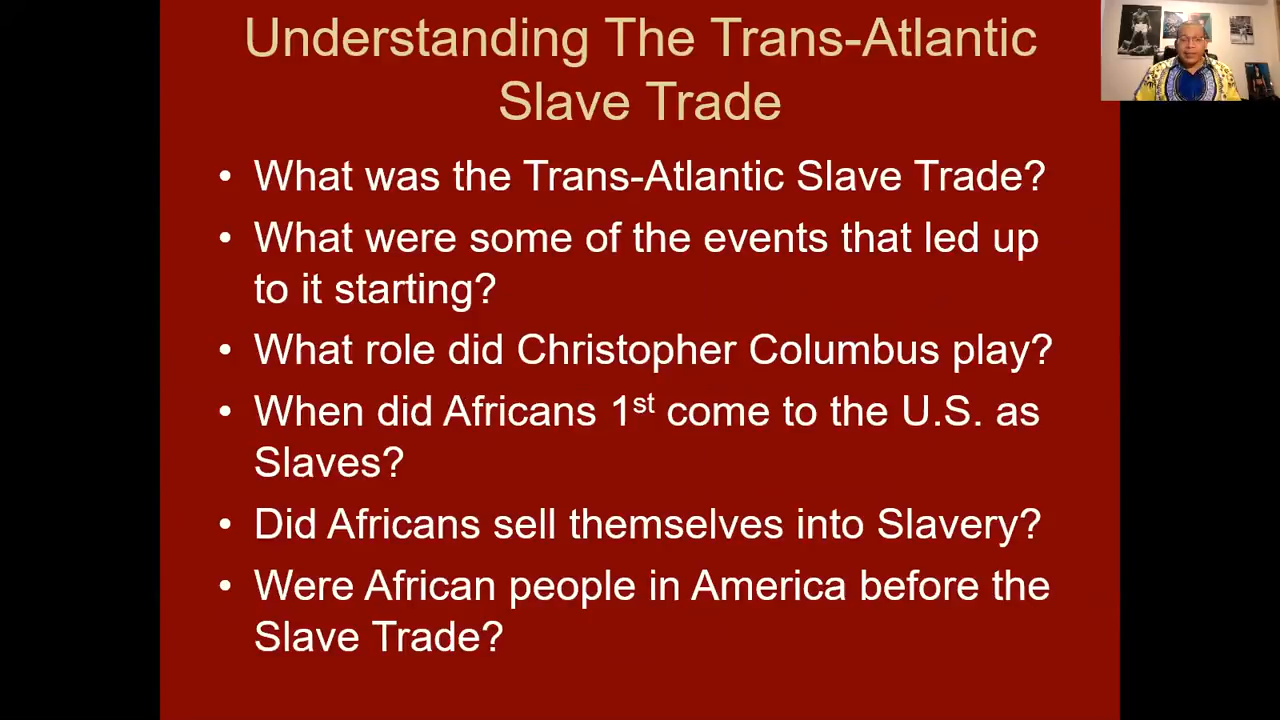 Understanding The Trans-Atlantic
Slave Trade
• What was the Trans-Atlantic Slave Trade?
• What were some of the events that led up
to it starting?
• What role did Christopher Columbus play?
• When did Africans 1st come to the U.S. as
Slaves?
• Did Africans sell themselves into Slavery?
• Were African people in America before the
Slave Trade?